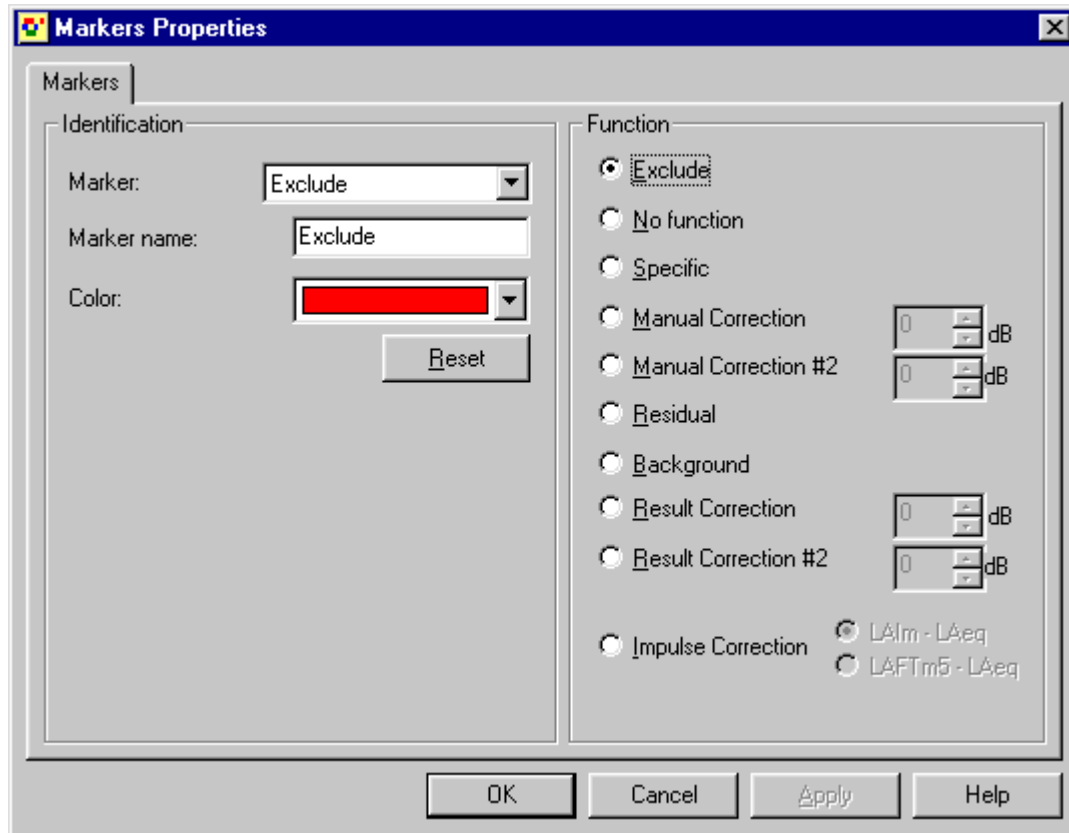 Markers Properties
Markers
Identification
Marker:
Exclude
Marker name:
Exclude
Color:
Reset
Function
Exclude
No function
Specific
Manual Correction
0
dB
Manual Correction #2
0
dB
Residual
Background
Result Correction
0
dB
Result Correction #2
0
dB
Impulse Correction
LAIm - LAeq
LAFTm5 - LAeq
OK
Cancel
Apply
Help